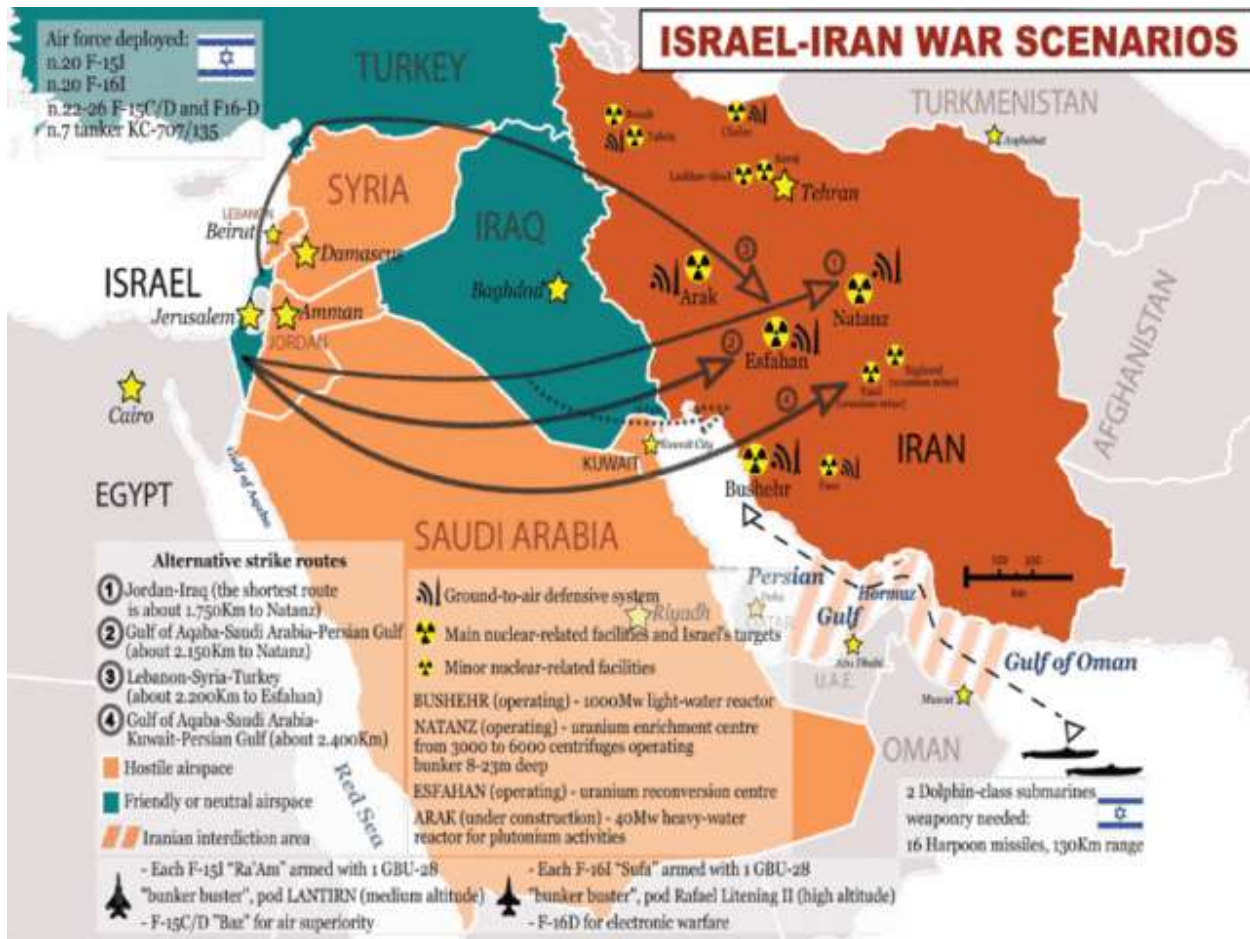 ISRAEL-IRAN WAR SCENARIOS
Air force deployed:
n.20 F-15I
n.20 F-16I
n.22-26 F-15C/D and F16-D
n.7 tanker KC-707/135
TURKEY
TURKMENISTAN
Tehran
SYRIA
LEBANON
Beirut
Damascus
IRAQ
Baghdad
ISRAEL
Jerusalem
Amman
JORDAN
Cairo
EGYPT
Gulf of Aqaba
3
1
Arak
Natanz
2
Esfahan
4
AFGHANISTAN
IRAN
Kuwait City
KUWAIT
Bushehr
SAUDI ARABIA
Riyadh
Persian
Gulf
Hormuz
Doha
QATAR
Abu Dhabi
U.A.E.
Gulf of Oman
Muscat
OMAN
Red Sea
Km
Alternative strike routes
1 Jordan-Iraq (the shortest route
is about 1.750Km to Natanz)
2 Gulf of Aqaba-Saudi Arabia-Persian Gulf
(about 2.150Km to Natanz)
3 Lebanon-Syria-Turkey
(about 2.200Km to Esfahan)
4 Gulf of Aqaba-Saudi Arabia-
Kuwait-Persian Gulf (about 2.400Km)
Hostile airspace
Friendly or neutral airspace
Iranian interdiction area
Ground-to-air defensive system
Main nuclear-related facilities and Israel's targets
Minor nuclear-related facilities
BUSHEHR (operating) - 1000Mw light-water reactor
NATANZ (operating) - uranium enrichment centre
from 3000 to 6000 centrifuges operating
bunker 8-23m deep
ESFAHAN (operating) - uranium reconversion centre
ARAK (under construction) - 40Mw heavy-water
reactor for plutonium activities
2 Dolphin-class submarines
weaponry needed:
16 Harpoon missiles, 130Km range
- Each F-15I "Ra'Am" armed with 1 GBU-28
"bunker buster", pod LANTIRN (medium altitude)
- F-15C/D "Baz" for air superiority
- Each F-16I "Sufa" armed with 1 GBU-28
"bunker buster", pod Rafael Litening II (high altitude)
- F-16D for electronic warfare